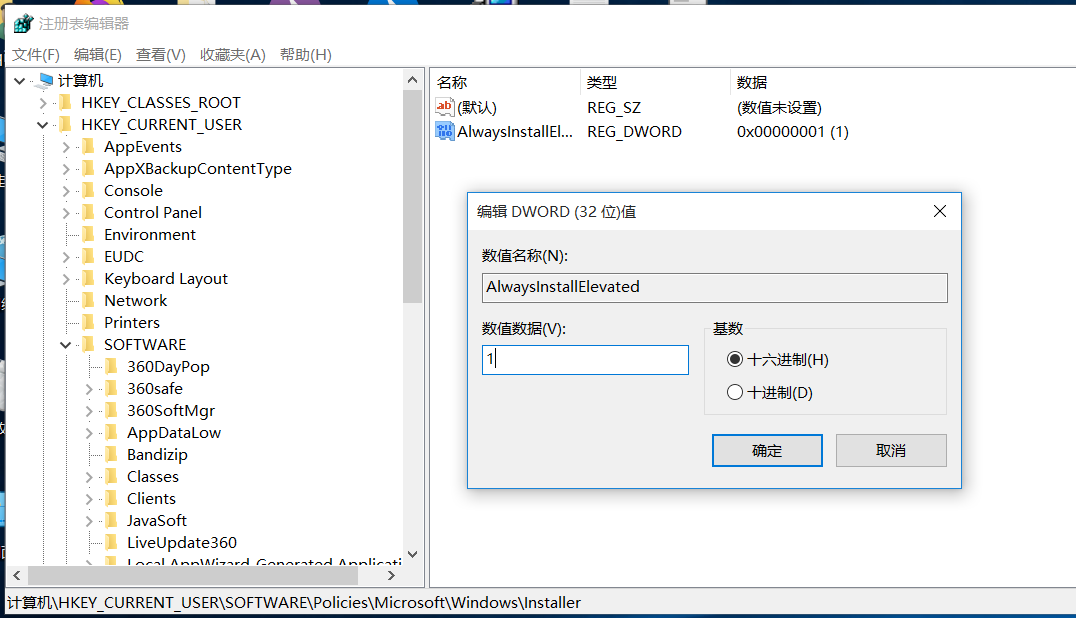 注册表编辑器
文件(F) 编辑(E) 查看(V) 收藏夹(A) 帮助(H)
计算机
HKEY_CLASSES_ROOT
HKEY_CURRENT_USER
AppEvents
AppXBackupContentType
Console
Control Panel
Environment
EUDC
Keyboard Layout
Network
Printers
SOFTWARE
360DayPop
360safe
360SoftMgr
AppDataLow
Bandizip
Classes
Clients
JavaSoft
LiveUpdate360
Local AppWizard-Generated Applicati
名称 类型 数据
ab (默认) REG_SZ (数值未设置)
AlwaysInstallEl... REG_DWORD 0x00000001 (1)
编辑 DWORD (32 位)值
数值名称(N):
AlwaysInstallElevated
数值数据(V):
1
基数
十六进制(H)
十进制(D)
确定 取消
计算机\HKEY_CURRENT_USER\SOFTWARE\Policies\Microsoft\Windows\Installer